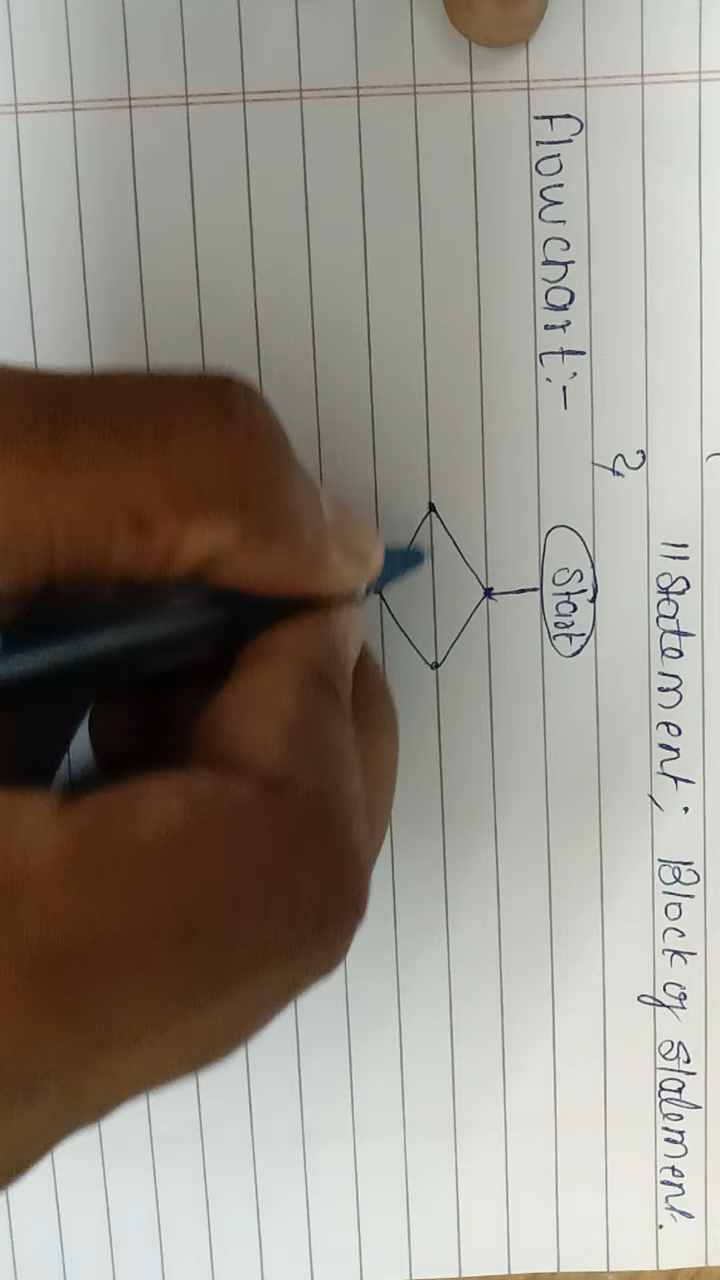 // Statement; Block of Statement.
}
Flowchart:-
Start